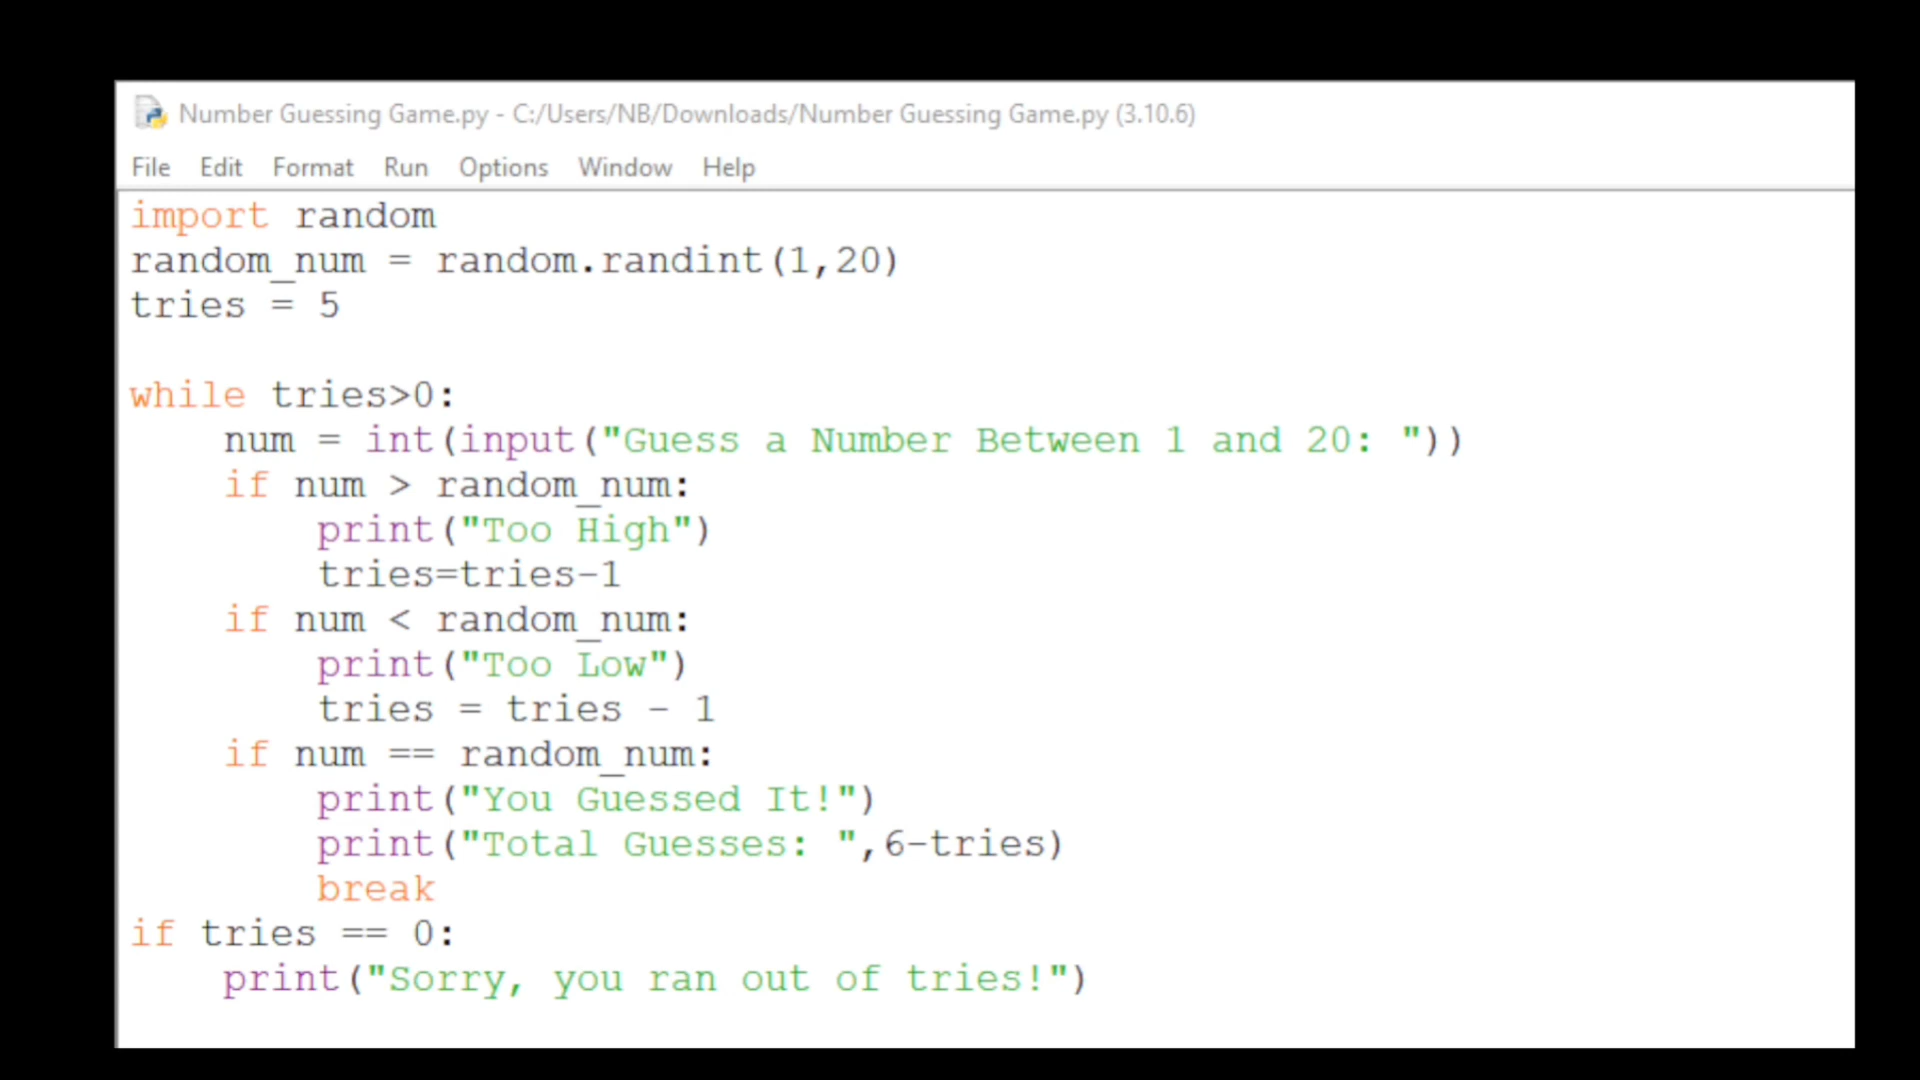 Number Guessing Game.py - C:/Users/NB/Downloads/Number Guessing Game.py (3.10.6)
File Edit Format Run Options Window Help
import random
random_num = random.randint(1,20)
tries = 5
while tries>0:
    num = int(input("Guess a Number Between 1 and 20: "))
    if num > random_num:
        print("Too High")
        tries=tries-1
    if num < random_num:
        print("Too Low")
        tries = tries - 1
    if num == random_num:
        print("You Guessed It!")
        print("Total Guesses: ",6-tries)
        break
if tries == 0:
    print("Sorry, you ran out of tries!")